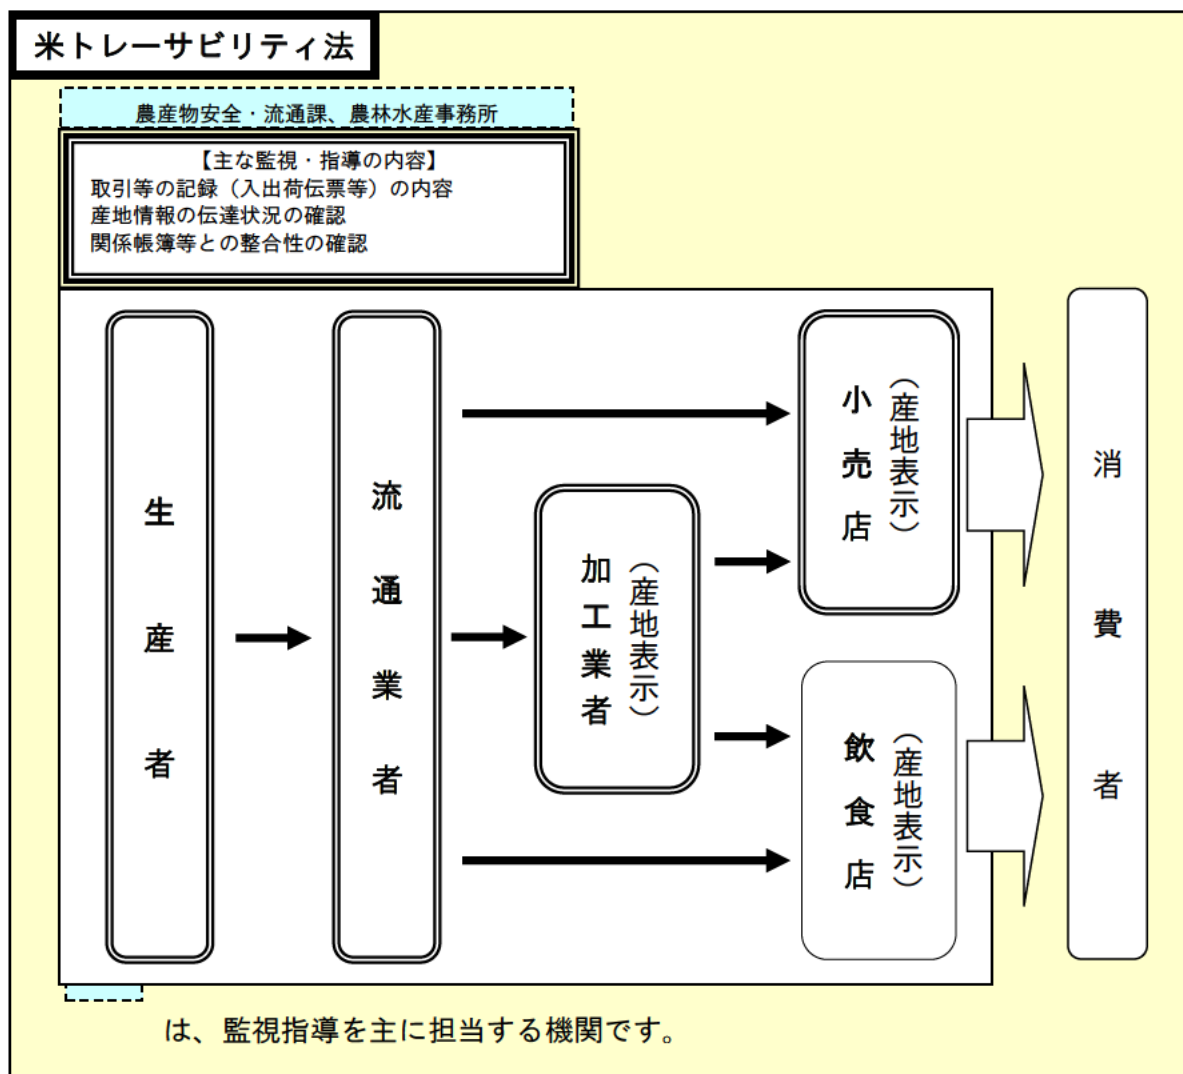 米トレーサビリティ法
農産物安全・流通課、農林水産事務所
【主な監視・指導の内容】
取引等の記録（入出荷伝票等）の内容
産地情報の伝達状況の確認
関係帳簿等との整合性の確認
生産者
流通業者
加工業者
（産地表示）
小売店
（産地表示）
飲食店
（産地表示）
消費者
は、監視指導を主に担当する機関です。